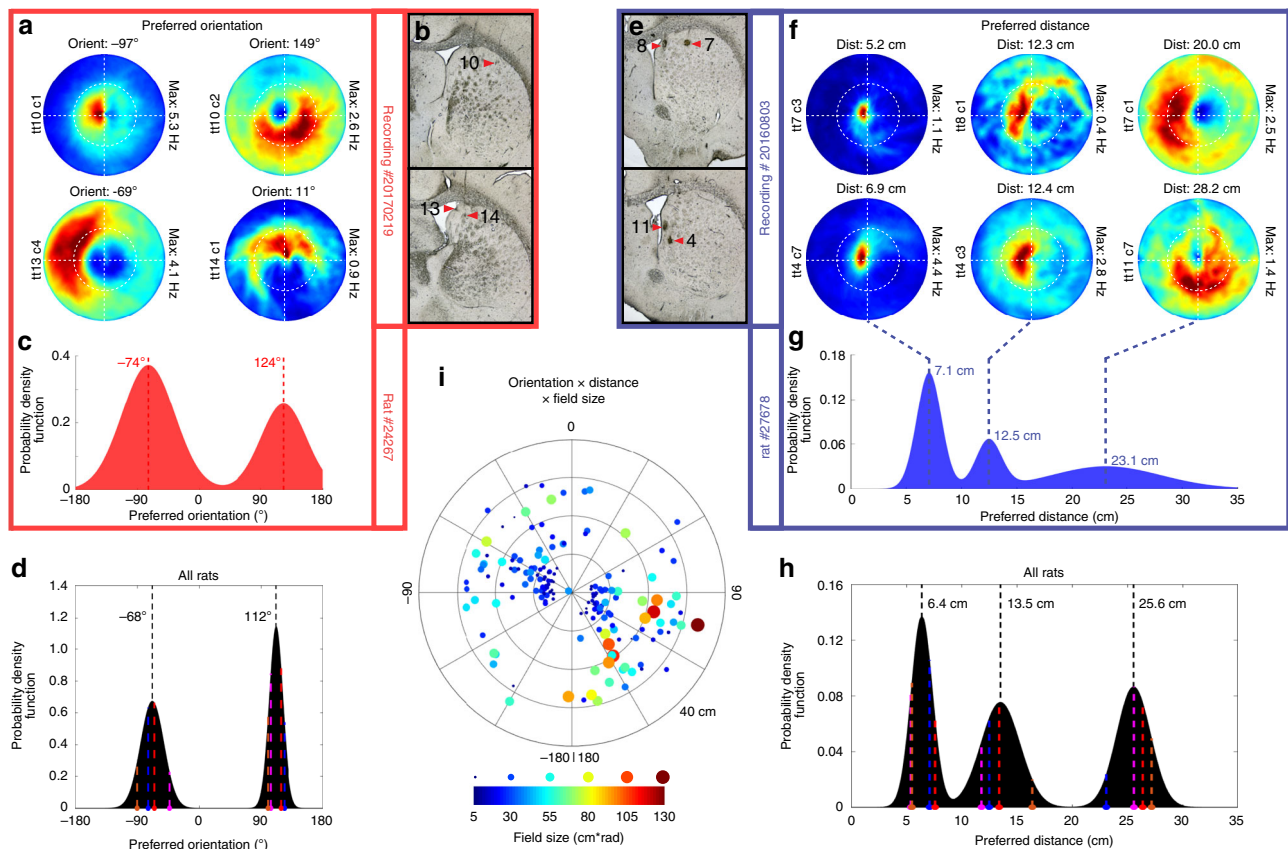 a
Preferred orientation
Orient: –97°
Orient: 149°
tt10 c1
Max: 5.3 Hz
tt10 c2
Max: 2.6 Hz
Orient: -69°
Orient: 11°
tt13 c4
Max: 4.1 Hz
tt14 c1
Max: 0.9 Hz
Recording #20170219
Rat #24267
b
10
13
14
c
–74°
124°
0.4
0.2
0
Probability density
function
–180
–90
0
90
180
Preferred orientation (°)
d
All rats
–68°
112°
1.4
1.2
1.0
0.8
0.6
0.4
0.2
0
Probability density
function
–180
–90
0
90
180
Preferred orientation (°)
e
8
7
11
4
Recording # 20160803
rat #27678
f
Preferred distance
Dist: 5.2 cm
Dist: 12.3 cm
Dist: 20.0 cm
tt7 c3
Max: 1.1 Hz
tt8 c1
Max: 0.4 Hz
tt7 c1
Max: 2.5 Hz
Dist: 6.9 cm
Dist: 12.4 cm
Dist: 28.2 cm
tt4 c7
Max: 4.4 Hz
tt4 c3
Max: 2.8 Hz
tt11 c7
Max: 1.4 Hz
g
7.1 cm
12.5 cm
23.1 cm
0.18
0.12
0.06
0
Probability density
function
0
5
10
15
20
25
30
35
Preferred distance (cm)
h
All rats
6.4 cm
13.5 cm
25.6 cm
0.16
0.12
0.08
0.04
0
Probability density
function
0
5
10
15
20
25
30
35
Preferred distance (cm)
i
Orientation × distance
× field size
0
–90
90
40 cm
–180
180
5
30
55
80
105
130
Field size (cm*rad)